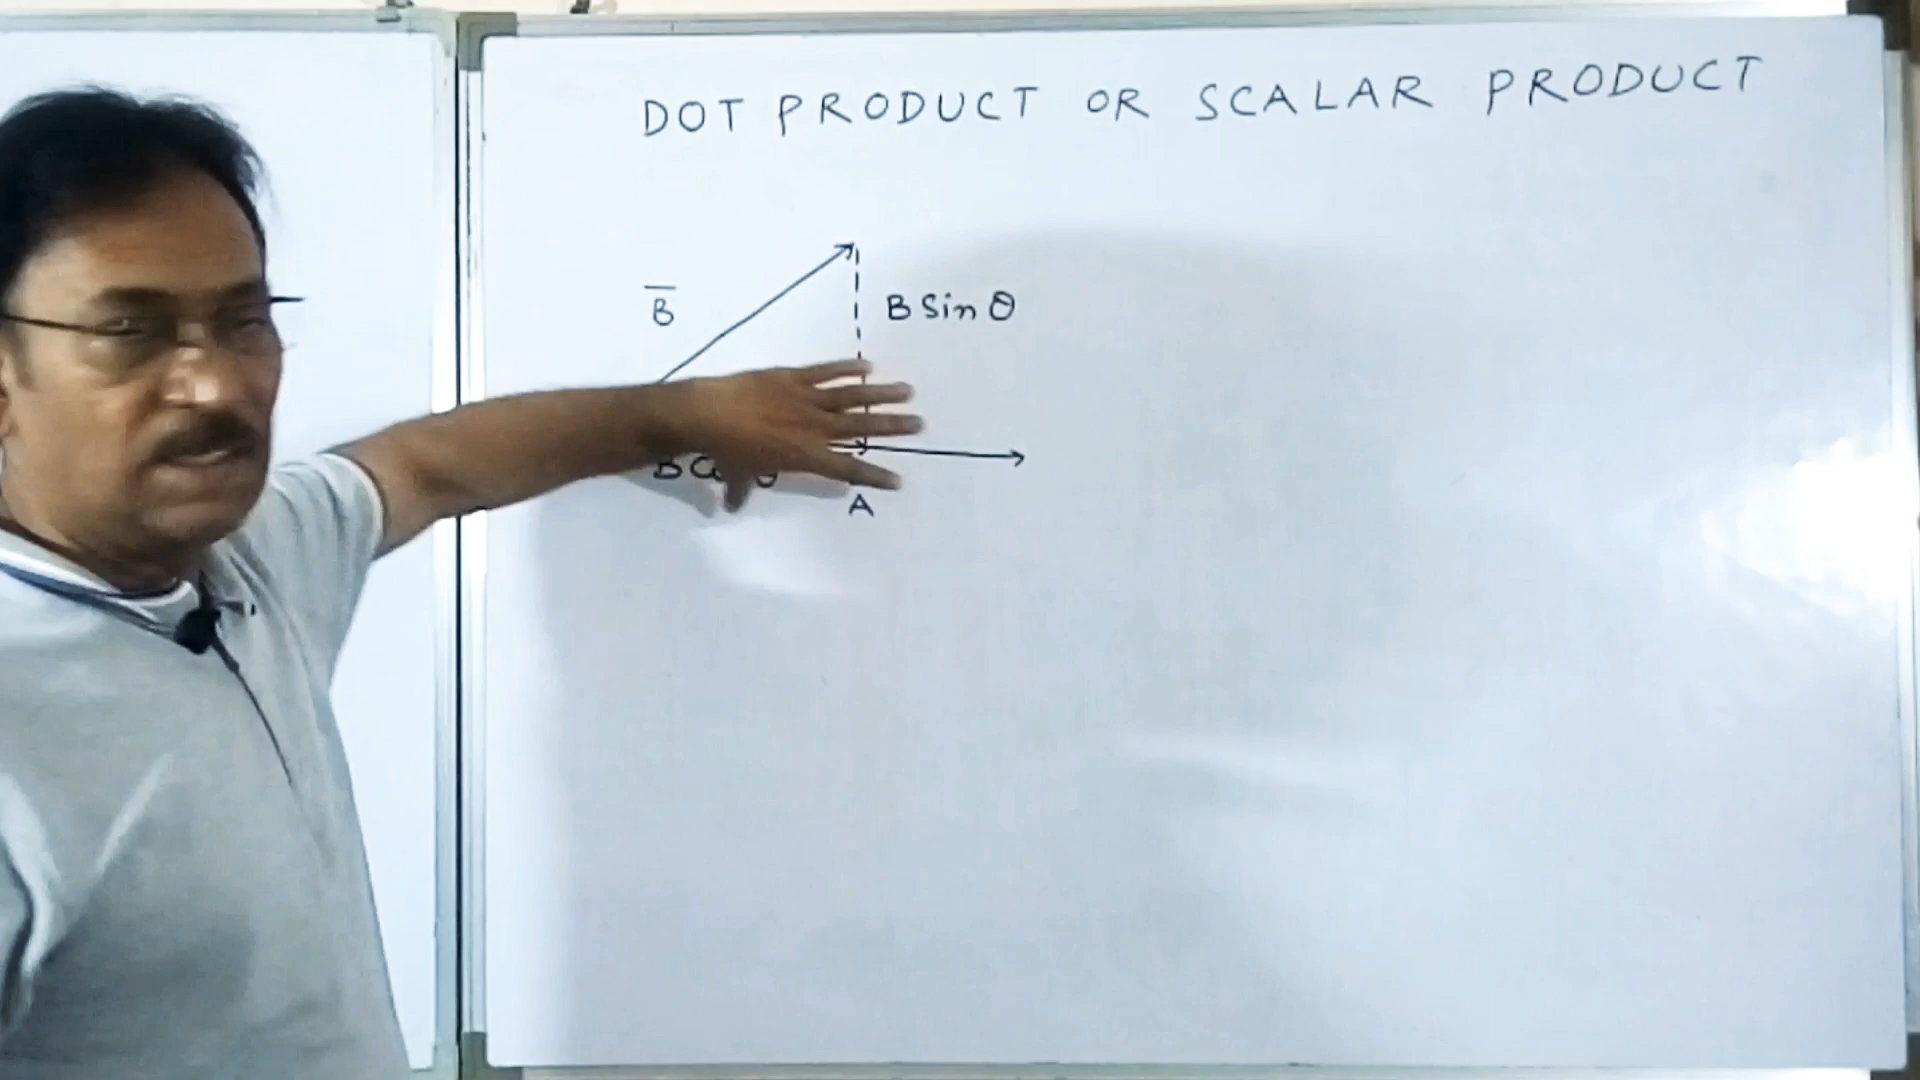 DOT PRODUCT OR SCALAR PRODUCT
B
B Sin θ
A